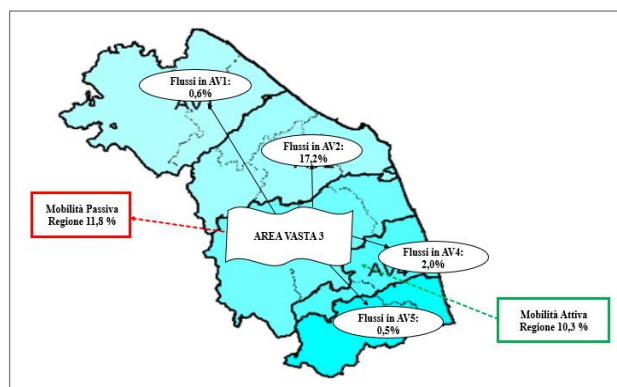 Flussi in AV1:
0,6%
AV
Flussi in AV2:
17,2%
Mobilità Passiva
Regione 11,8 %
AREA VASTA 3
Flussi in AV4:
2,0%
AV4
Mobilità Attiva
Regione 10,3 %
Flussi in AV5:
0,5%